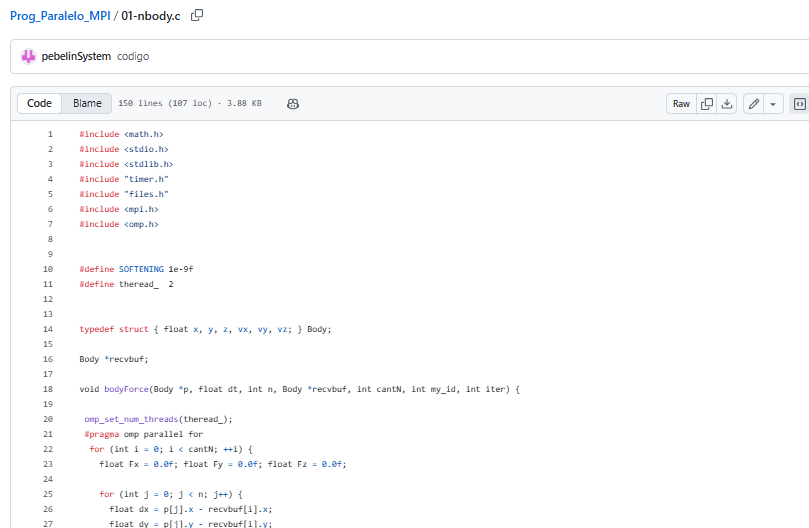 Prog_Paralelo_MPI / 01-nbody.c
pebelinSystem codigo
Code Blame 150 lines (107 loc) · 3.88 KB Raw
1 #include <math.h>
2 #include <stdio.h>
3 #include <stdlib.h>
4 #include "timer.h"
5 #include "files.h"
6 #include <mpi.h>
7 #include <omp.h>
8
9
10 #define SOFTENING 1e-9f
11 #define theread_ 2
12
13
14 typedef struct { float x, y, z, vx, vy, vz; } Body;
15
16 Body *recvbuf;
17
18 void bodyForce(Body *p, float dt, int n, Body *recvbuf, int cantN, int my_id, int iter) {
19
20 omp_set_num_threads(theread_);
21 #pragma omp parallel for
22 for (int i = 0; i < cantN; ++i) {
23 float Fx = 0.0f; float Fy = 0.0f; float Fz = 0.0f;
24
25 for (int j = 0; j < n; j++) {
26 float dx = p[j].x - recvbuf[i].x;
27 float dy = p[j].y - recvbuf[i].y;